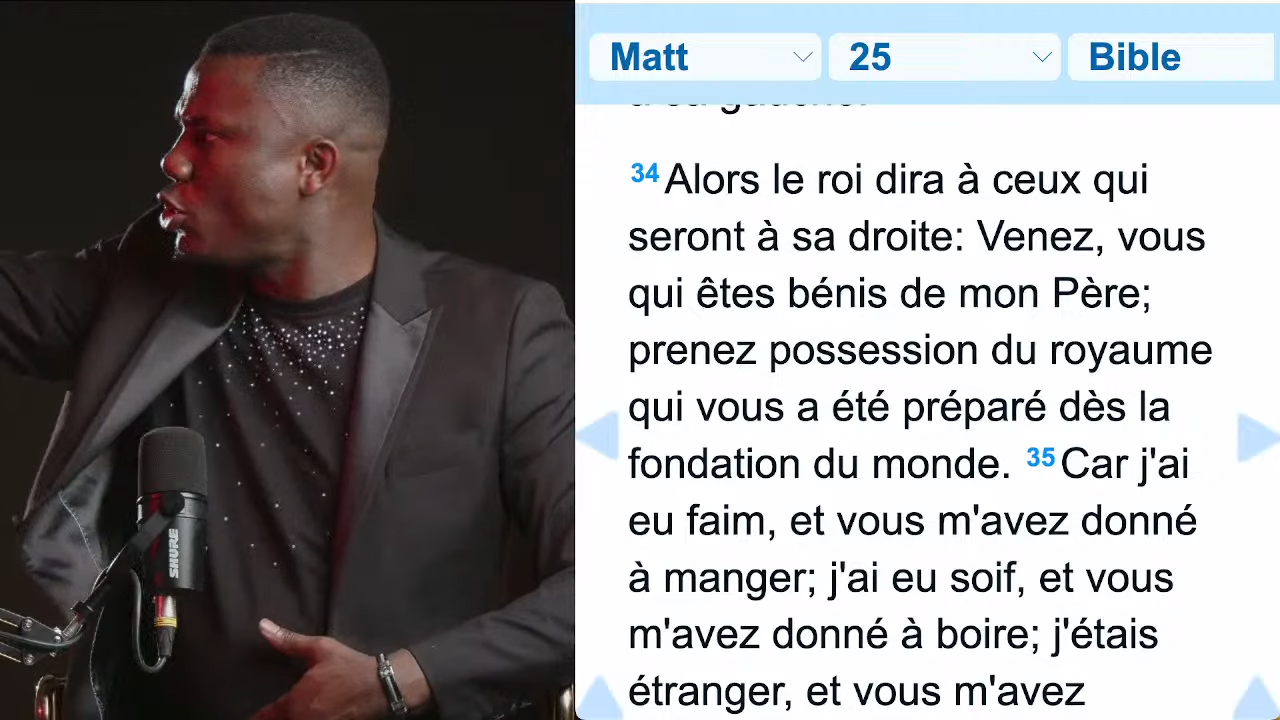 Matt
25
Bible
34 Alors le roi dira à ceux qui
seront à sa droite: Venez, vous
qui êtes bénis de mon Père;
prenez possession du royaume
qui vous a été préparé dès la
fondation du monde. 35 Car j'ai
eu faim, et vous m'avez donné
à manger; j'ai eu soif, et vous
m'avez donné à boire; j'étais
étranger, et vous m'avez
SHURE